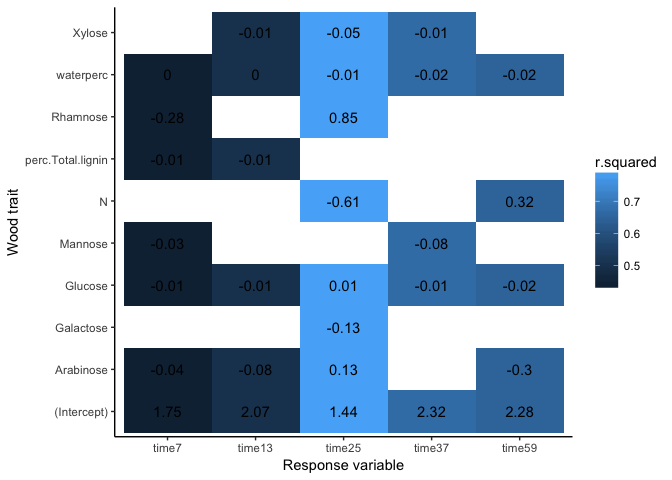 Xylose -0.01 -0.05 -0.01
waterperc 0 0 -0.01 -0.02 -0.02
Rhamnose -0.28 0.85
perc.Total.lignin -0.01 -0.01
N -0.61 0.32
Mannose -0.03 -0.08
Glucose -0.01 -0.01 0.01 -0.01 -0.02
Galactose -0.13
Arabinose -0.04 -0.08 0.13 -0.3
(Intercept) 1.75 2.07 1.44 2.32 2.28
time7 time13 time25 time37 time59
Response variable
Wood trait
r.squared
0.7
0.6
0.5